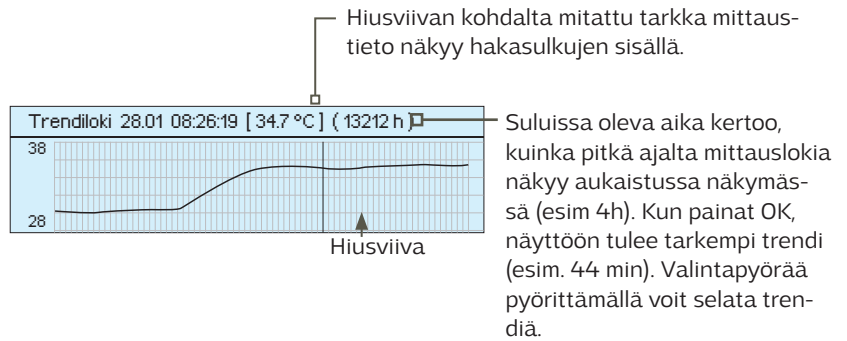 Hiusviivan kohdalta mitattu tarkka mittaus-
tieto näkyy hakasulkujen sisällä.
Trendiloki 28.01 08:26:19 [ 34.7 °C ] ( 13212 h )
38
28
Hiusviiva
Suluissa oleva aika kertoo,
kuinka pitkä ajalta mittauslokia
näkyy aukaistussa näkymäs-
sä (esim 4h). Kun painat OK,
näyttöön tulee tarkempi trendi
(esim. 44 min). Valintapyörää
pyörittämällä voit selata tren-
diä.